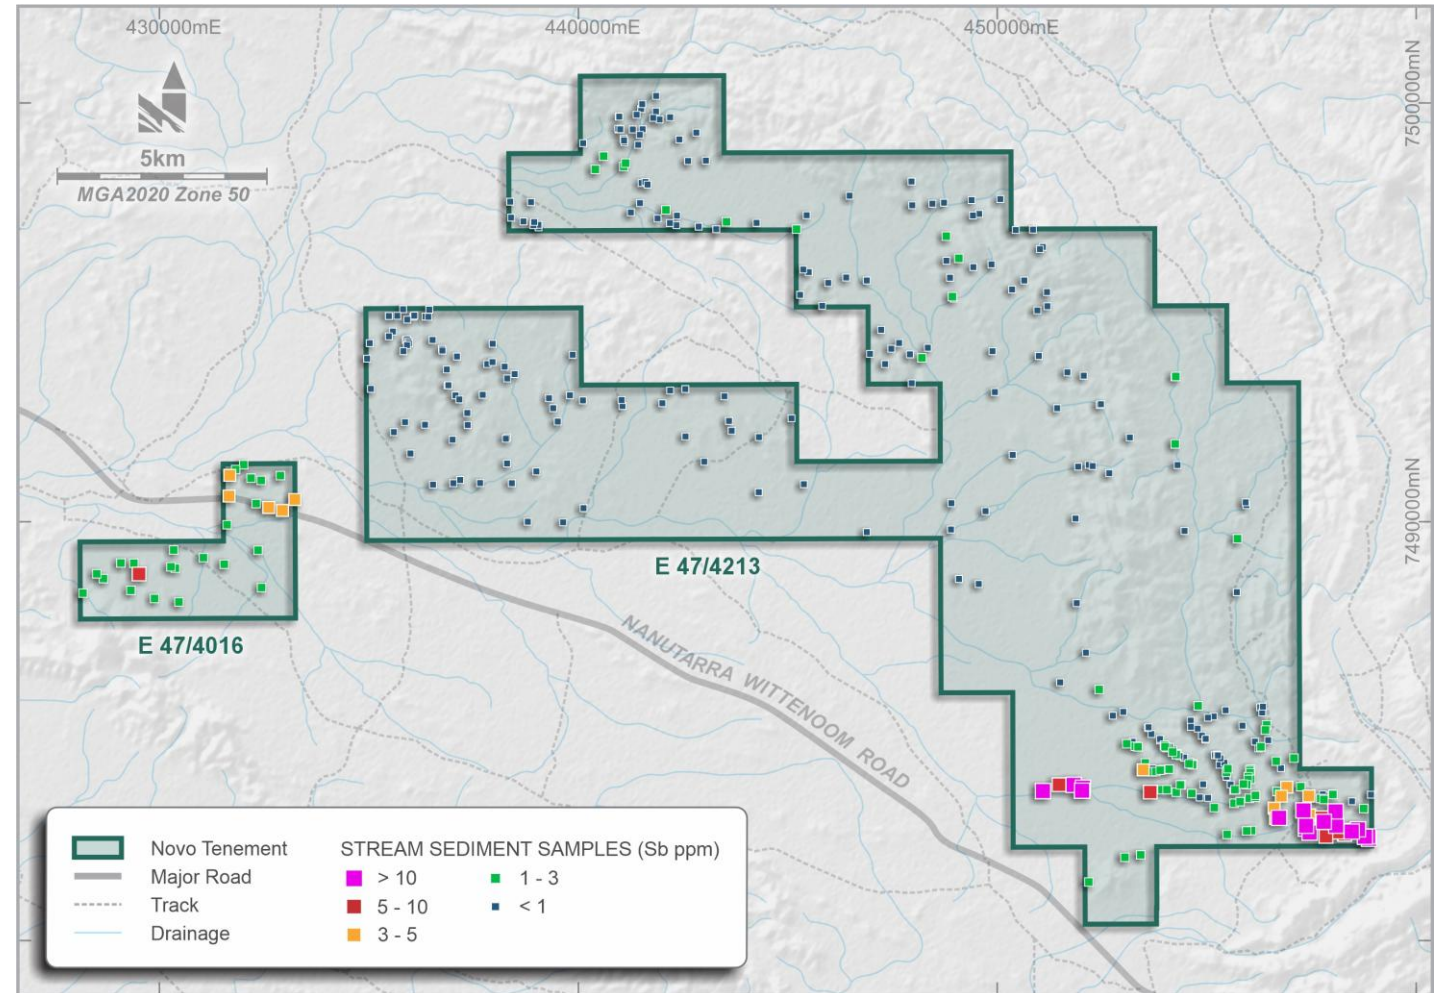 430000mE
440000mE
450000mE
7500000mN
5km
MGA2020 Zone 50
7490000mN
E 47/4213
E 47/4016
NANUTARRA WITTENOOM ROAD
Novo Tenement
Major Road
Track
Drainage
STREAM SEDIMENT SAMPLES (Sb ppm)
> 10
5 - 10
3 - 5
1 - 3
< 1